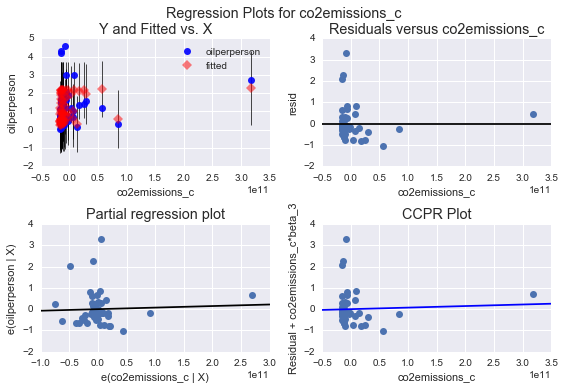 Regression Plots for co2emissions_c
Y and Fitted vs. X
oilperperson
5
4
3
2
1
0
−1
−2
oilperperson
fitted
−0.5 0.0 0.5 1.0 1.5 2.0 2.5 3.0 3.5
1e11
co2emissions_c
Residuals versus co2emissions_c
resid
4
3
2
1
0
−1
−2
−0.5 0.0 0.5 1.0 1.5 2.0 2.5 3.0 3.5
1e11
co2emissions_c
Partial regression plot
e(oilperperson | X)
4
3
2
1
0
−1
−2
−1.0 −0.5 0.0 0.5 1.0 1.5 2.0 2.5 3.0
1e11
e(co2emissions_c | X)
CCPR Plot
Residual + co2emissions_c*beta_3
4
3
2
1
0
−1
−2
−0.5 0.0 0.5 1.0 1.5 2.0 2.5 3.0 3.5
1e11
co2emissions_c